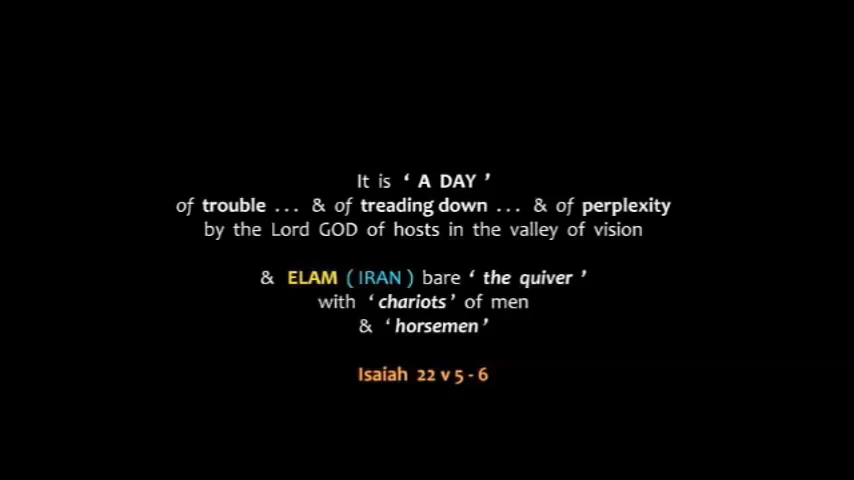 It is ‘ A DAY ’
of trouble ... & of treading down ... & of perplexity
by the Lord GOD of hosts in the valley of vision
& ELAM ( IRAN ) bare ‘ the quiver ’
with ‘ chariots ’ of men
& ‘ horsemen ’
Isaiah 22 v 5 - 6